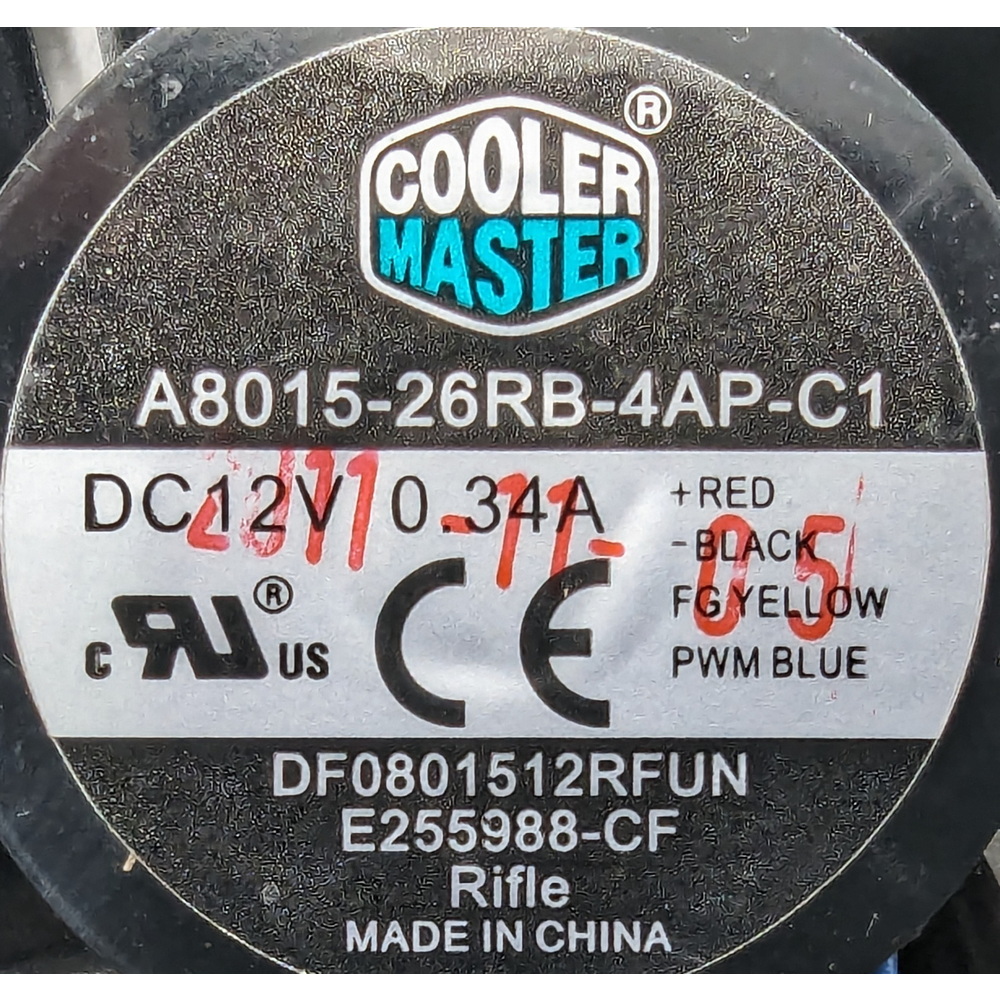 COOLER®
MASTER
A8015-26RB-4AP-C1
DC12V 0.34A
+RED
-BLACK
FG YELLOW
PWM BLUE
2011-11-05
c RU® US
CE
DF0801512RFUN
E255988-CF
Rifle
MADE IN CHINA